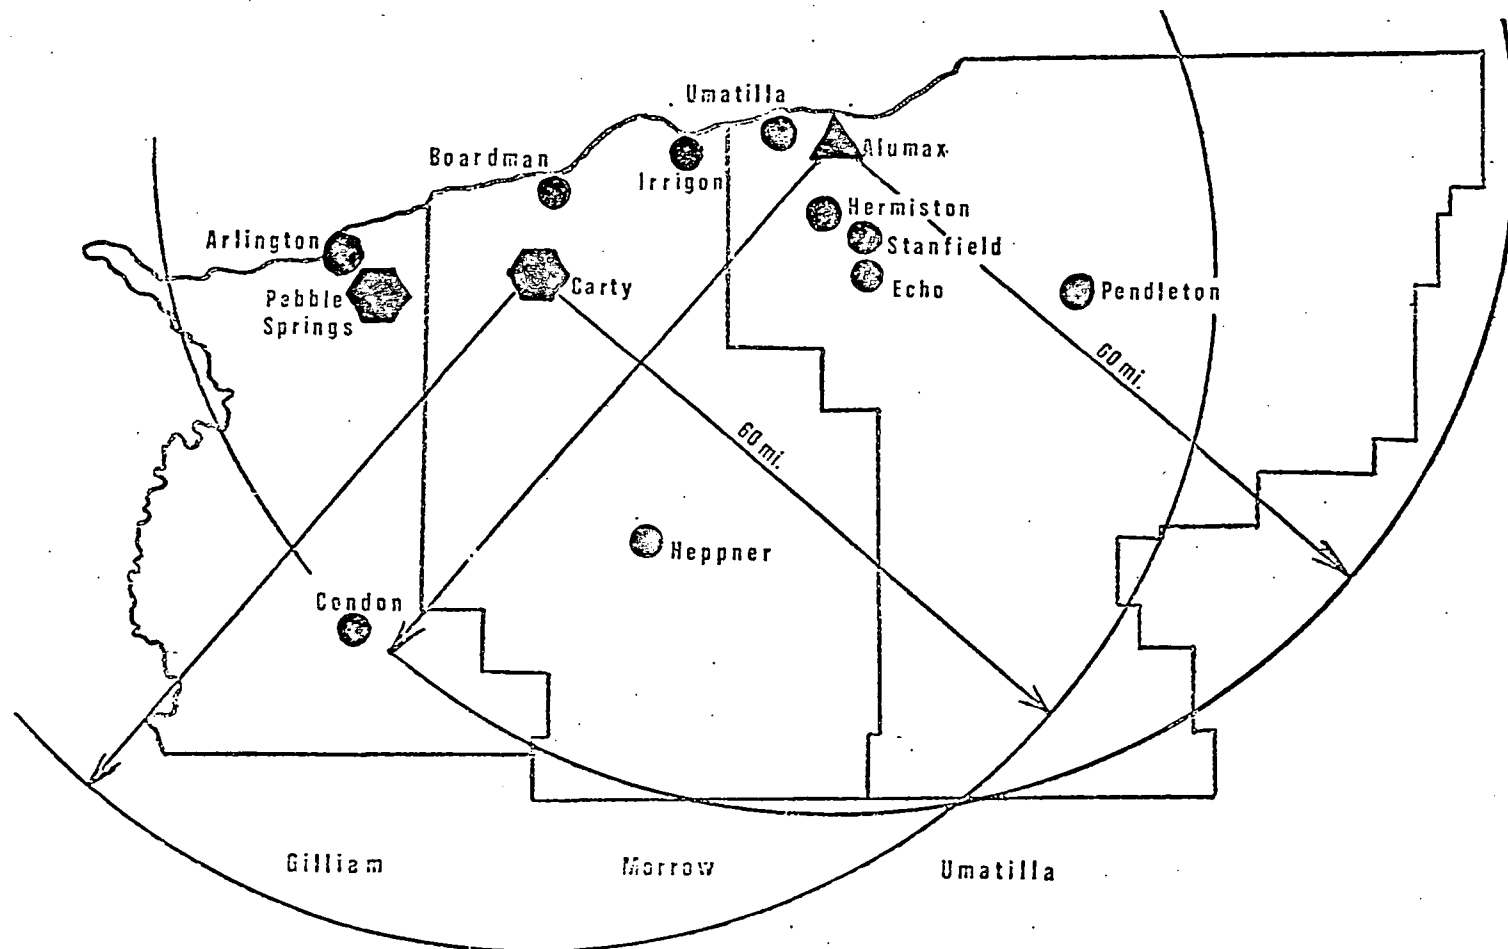 Umatilla
Alumax
Boardman
Irrigon
Hermiston
Arlington
Stanfield
Pebble
Springs
Carty
Echo
Pendleton
60 mi.
60 mi.
Heppner
Condon
Gilliam
Morrow
Umatilla